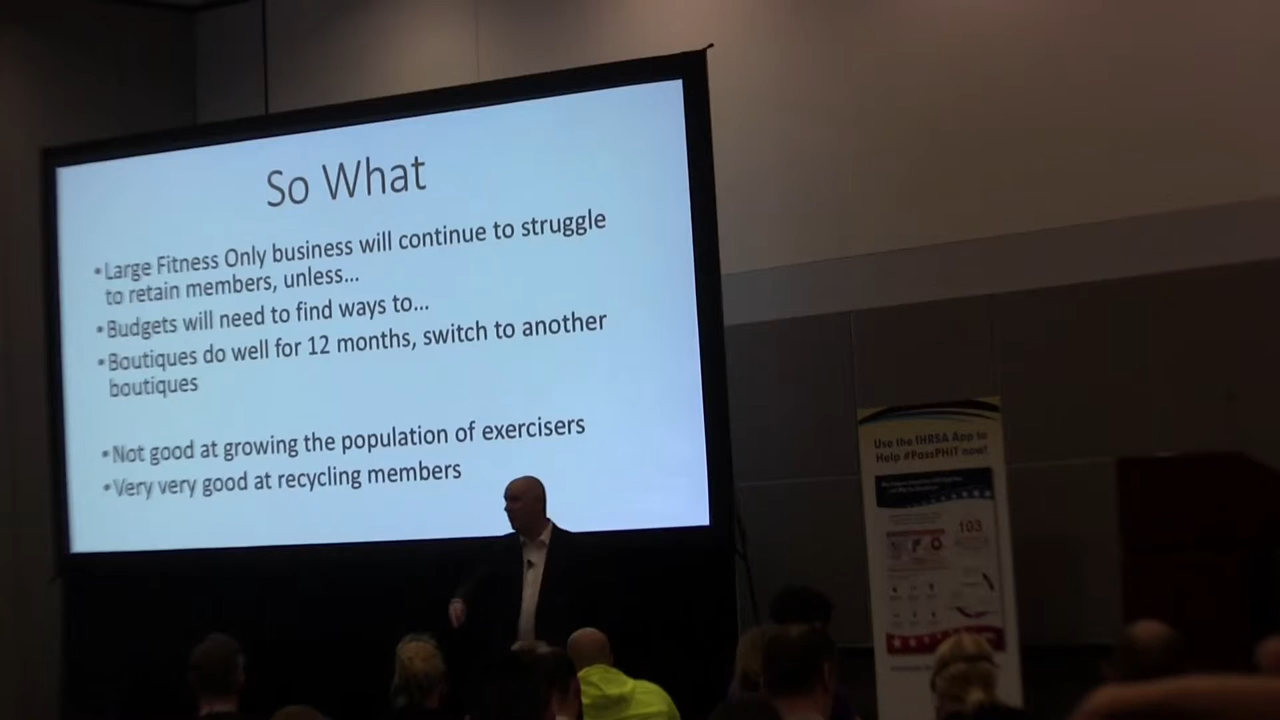 So What
•Large Fitness Only business will continue to struggle
to retain members, unless...
•Budgets will need to find ways to...
•Boutiques do well for 12 months, switch to another
boutiques
•Not good at growing the population of exercisers
•Very very good at recycling members
Use the IHRSA App to
Help #PassPHIT now!
103